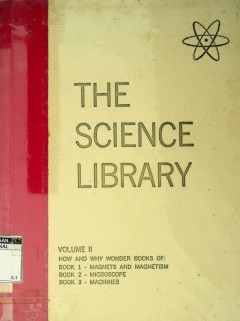 THE
SCIENCE
LIBRARY
VOLUME II
HOW AND WHY WONDER BOOKS OF:
BOOK 1 - MAGNETS AND MAGNETISM
BOOK 2 - MICROSCOPE
BOOK 3 - MACHINES
C.1